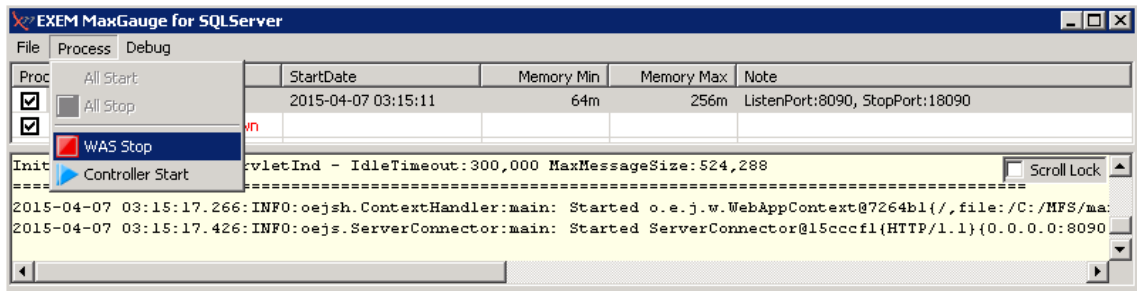 EXEM MaxGauge for SQLServer
File Process Debug
Proc StartDate Memory Min Memory Max Note
All Start
2015-04-07 03:15:11 64m 256m ListenPort:8090, StopPort:18090
All Stop
wn
WAS Stop
Init rvletInd - IdleTimeout:300,000 MaxMessageSize:524,288 Scroll Lock
Controller Start
2015-04-07 03:15:17.266:INFO:oejsh.ContextHandler:main: Started o.e.j.w.WebAppContext@7264b1{/,file:/C:/MFS/ma
2015-04-07 03:15:17.426:INFO:oejs.ServerConnector:main: Started ServerConnector@15cccf1{HTTP/1.1}{0.0.0.0:8090